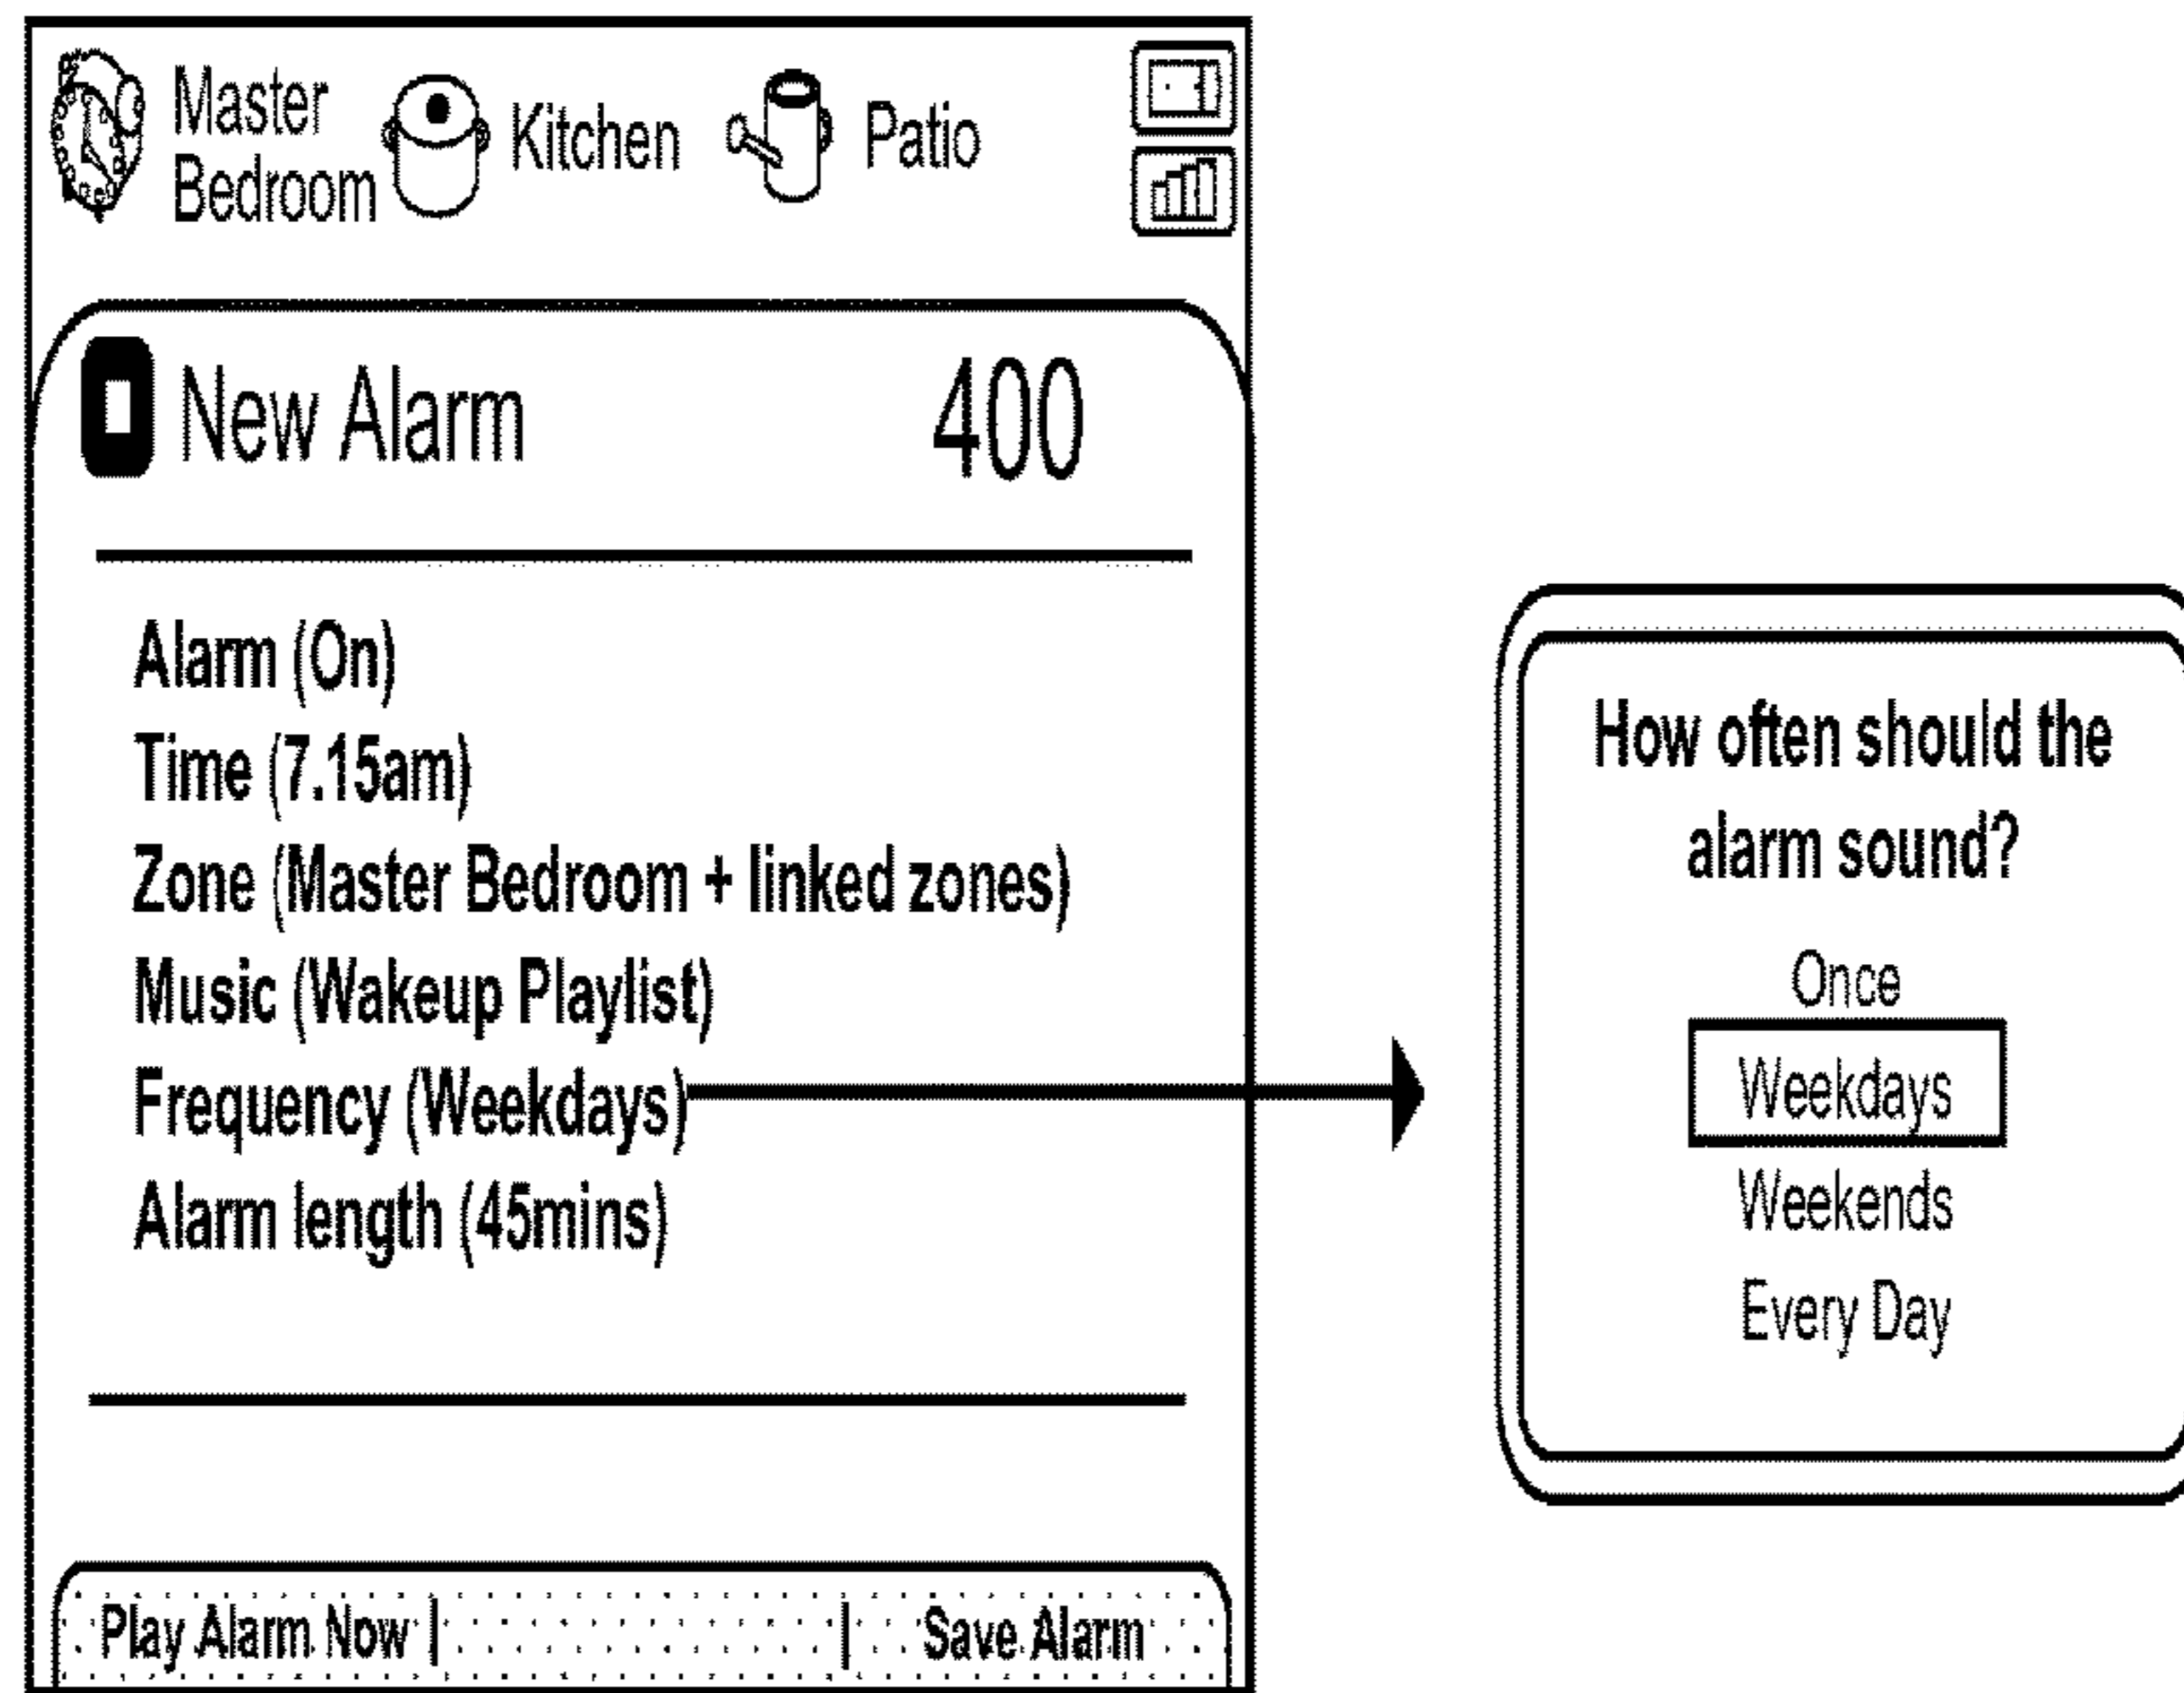 Master
Bedroom
Kitchen
Patio
New Alarm
400
Alarm (On)
Time (7.15am)
Zone (Master Bedroom + linked zones)
Music (Wakeup Playlist)
Frequency (Weekdays)
Alarm length (45mins)
Play Alarm Now
Save Alarm
How often should the
alarm sound?
Once
Weekdays
Weekends
Every Day